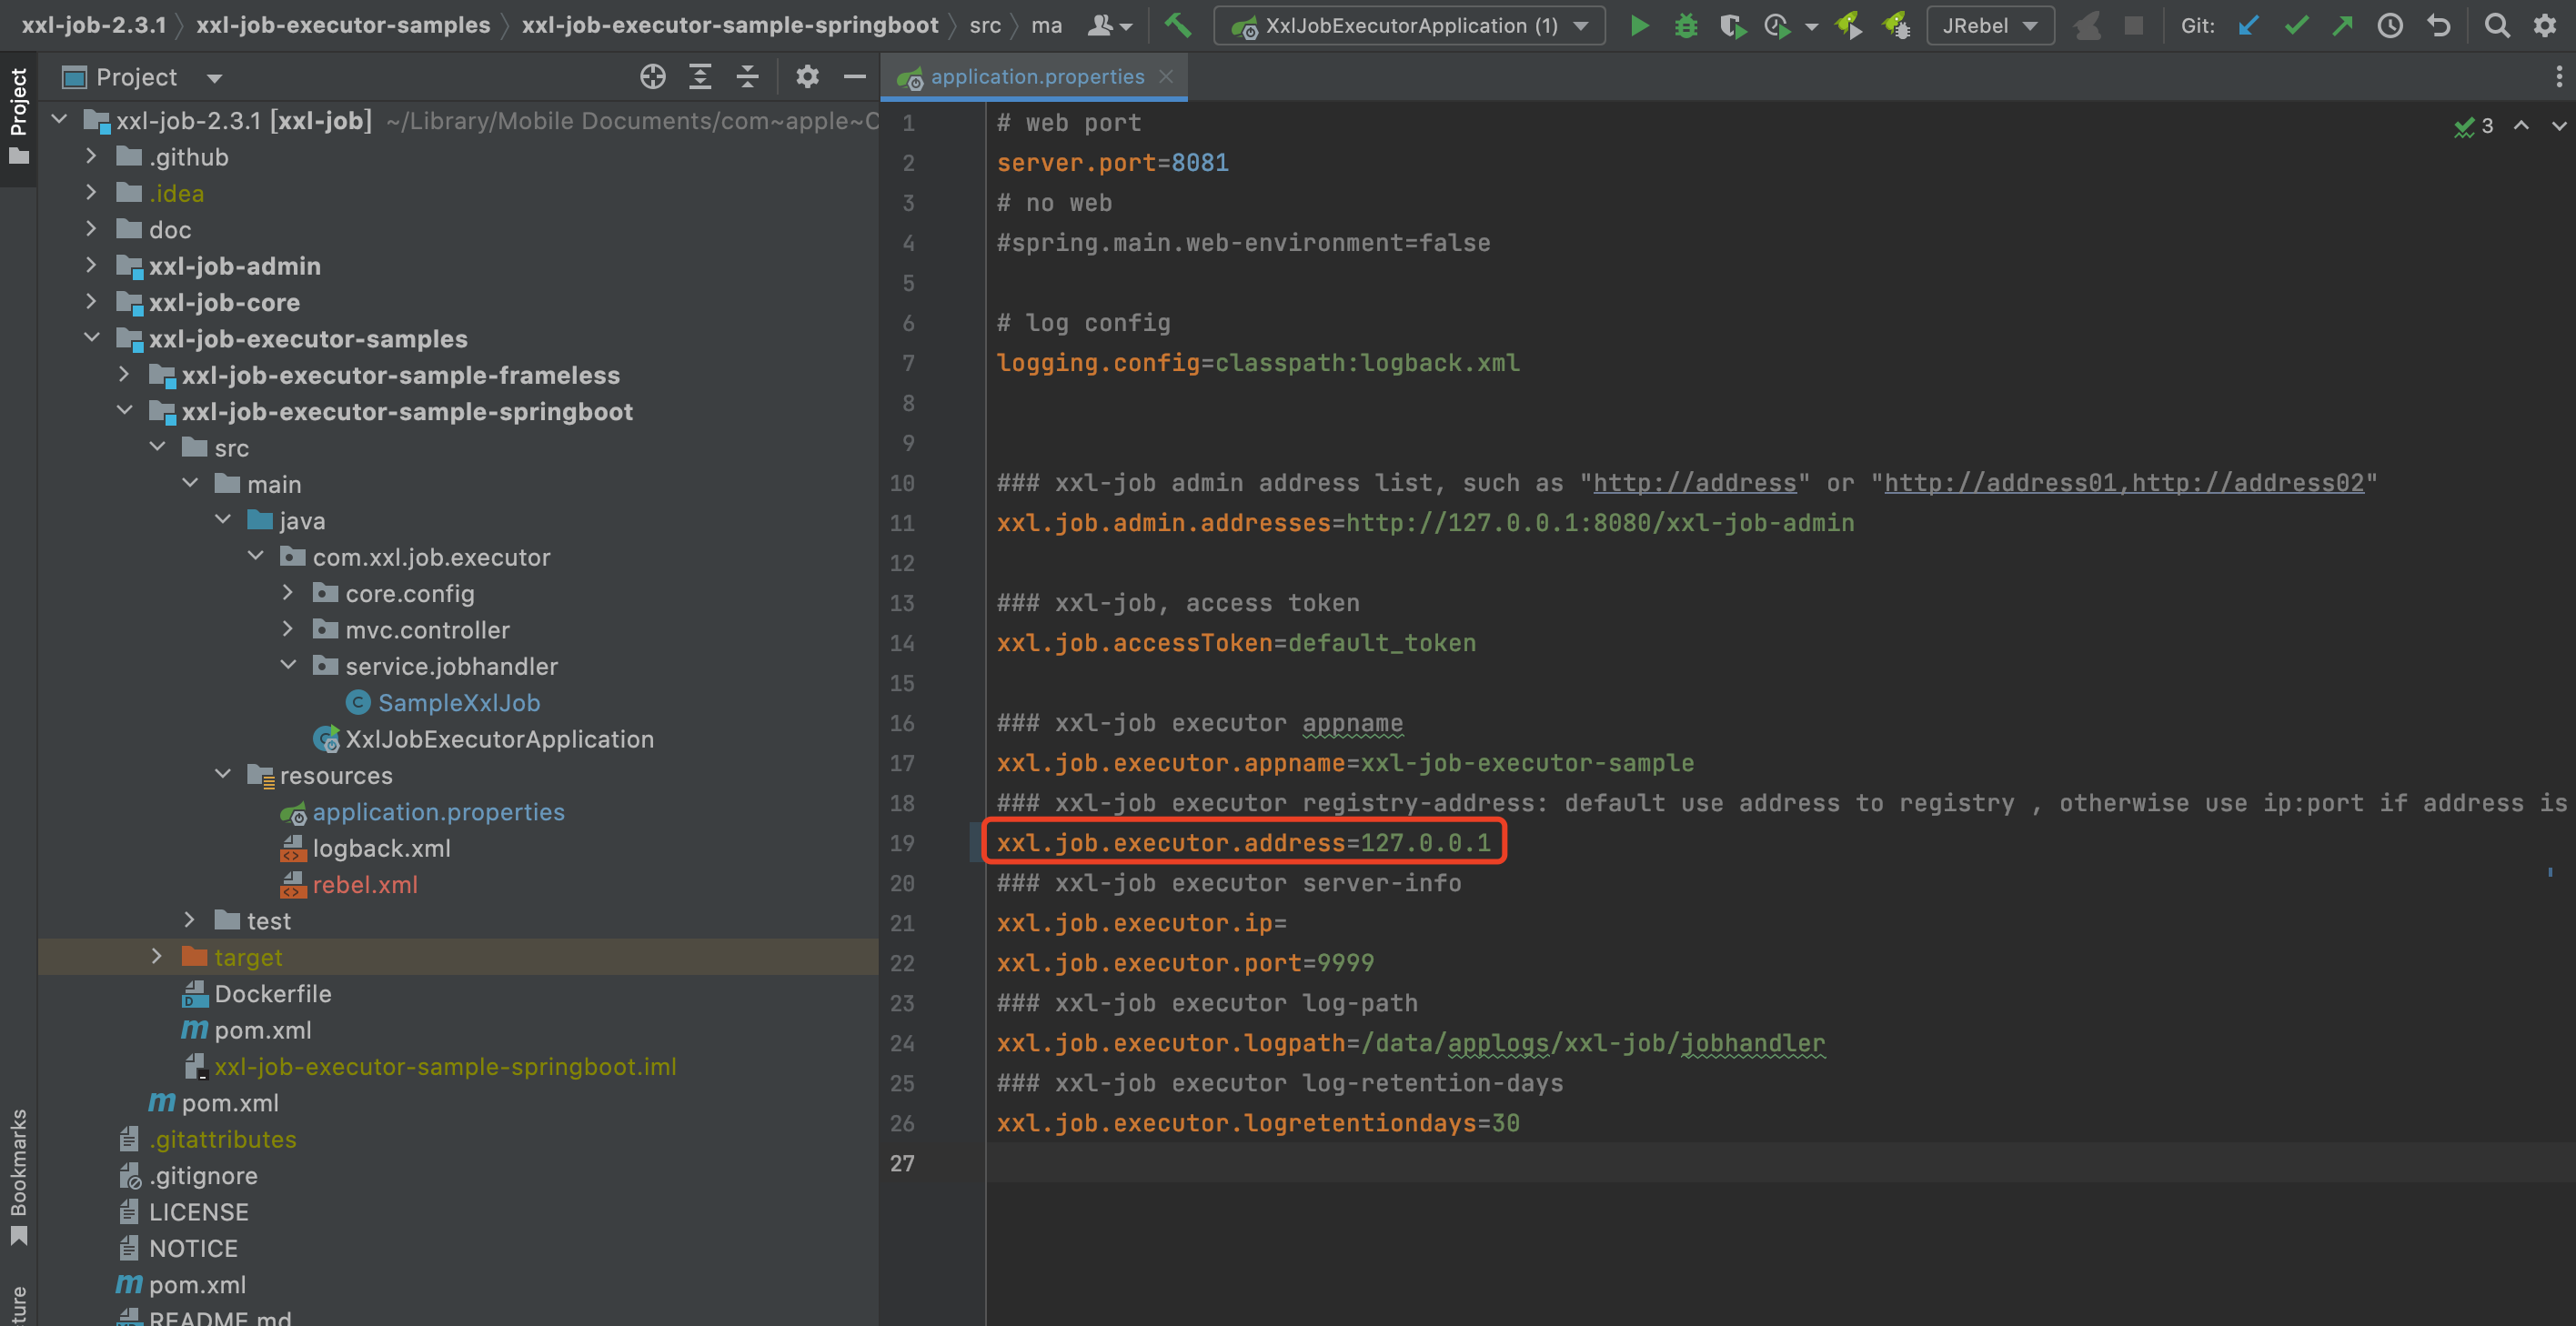 xxl-job-2.3.1 xxl-job-executor-samples xxl-job-executor-sample-springboot src ma XxlJobExecutorApplication (1) JRebel Git:
Project
Project
application.properties
3
xxl-job-2.3.1 [xxl-job] ~/Library/Mobile Documents/com~apple~C
.github
.idea
doc
xxl-job-admin
xxl-job-core
xxl-job-executor-samples
xxl-job-executor-sample-frameless
xxl-job-executor-sample-springboot
src
main
java
com.xxl.job.executor
core.config
mvc.controller
service.jobhandler
SampleXxlJob
XxlJobExecutorApplication
resources
application.properties
logback.xml
rebel.xml
test
target
Dockerfile
pom.xml
xxl-job-executor-sample-springboot.iml
pom.xml
.gitattributes
.gitignore
LICENSE
NOTICE
pom.xml
README.md
Bookmarks
ture
1 # web port
2 server.port=8081
3 # no web
4 #spring.main.web-environment=false
5
6 # log config
7 logging.config=classpath:logback.xml
8
9
10 ### xxl-job admin address list, such as "http://address" or "http://address01,http://address02"
11 xxl.job.admin.addresses=http://127.0.0.1:8080/xxl-job-admin
12
13 ### xxl-job, access token
14 xxl.job.accessToken=default_token
15
16 ### xxl-job executor appname
17 xxl.job.executor.appname=xxl-job-executor-sample
18 ### xxl-job executor registry-address: default use address to registry , otherwise use ip:port if address is
19 xxl.job.executor.address=127.0.0.1
20 ### xxl-job executor server-info
21 xxl.job.executor.ip=
22 xxl.job.executor.port=9999
23 ### xxl-job executor log-path
24 xxl.job.executor.logpath=/data/applogs/xxl-job/jobhandler
25 ### xxl-job executor log-retention-days
26 xxl.job.executor.logretentiondays=30
27